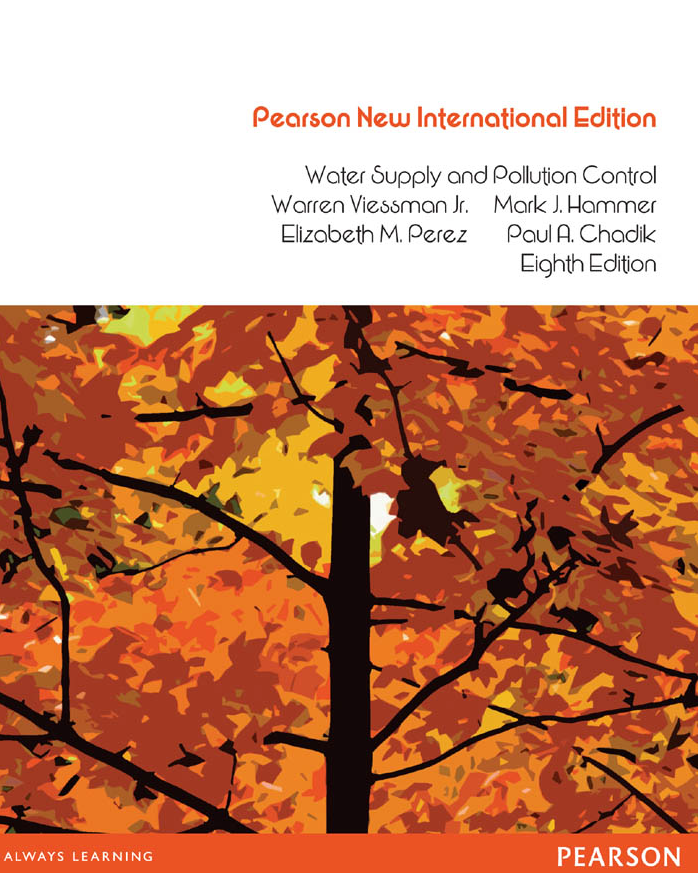 Pearson New International Edition
Water Supply and Pollution Control
Warren Viessman Jr. Mark J. Hammer
Elizabeth M. Perez Paul A. Chadik
Eighth Edition
ALWAYS LEARNING
PEARSON